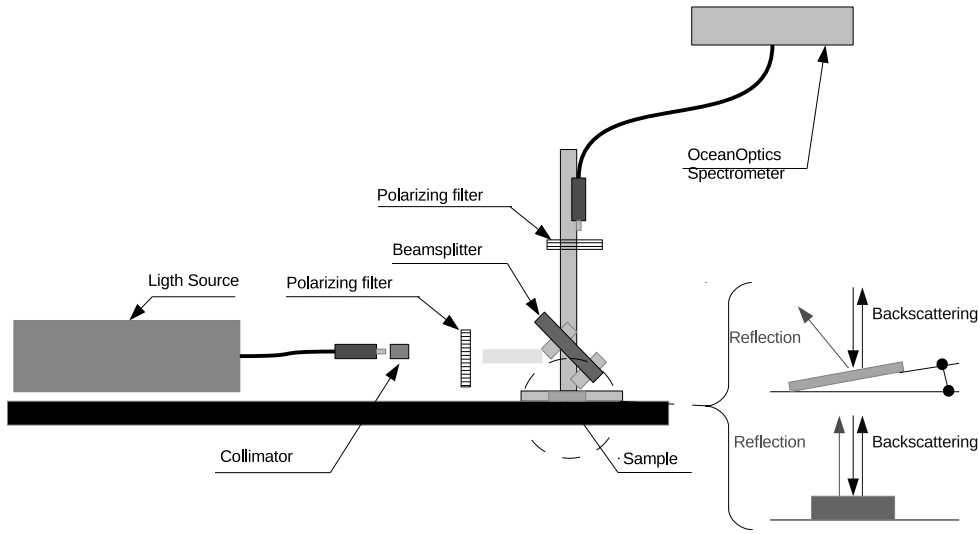 OceanOptics
Spectrometer
Polarizing filter
Beamsplitter
Ligth Source
Polarizing filter
Collimator
Sample
Reflection
Backscattering
Reflection
Backscattering